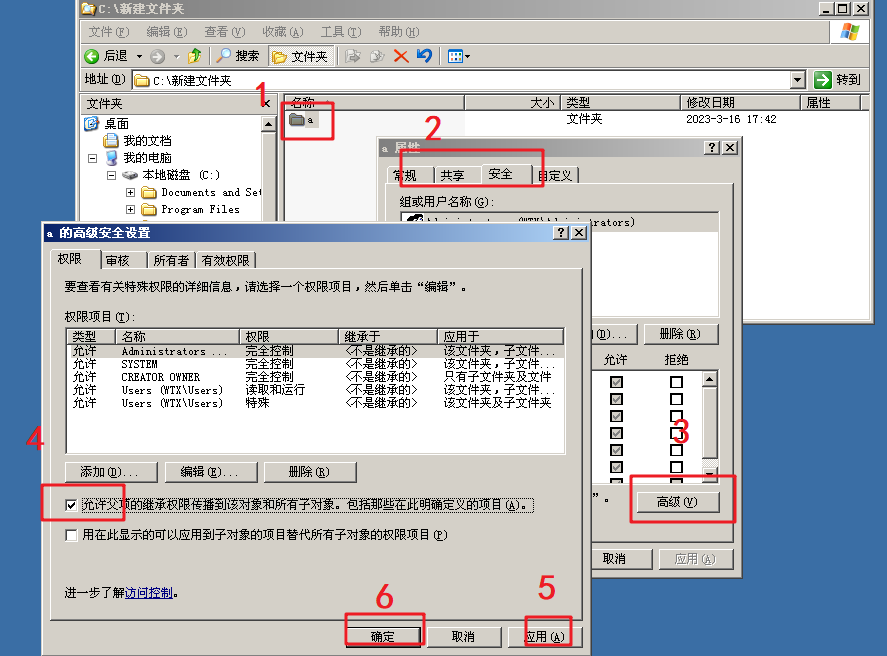 C:\新建文件夹
文件(F) 编辑(E) 查看(V) 收藏(A) 工具(T) 帮助(H)
后退 搜索 文件夹
地址(D) C:\新建文件夹 转到
1
文件夹 名称 大小 类型 修改日期 属性
桌面 a 文件夹 2023-3-16 17:42
我的文档
我的电脑
本地磁盘 (C:)
Documents and Set
Program Files
2
a 属性
常规 共享 安全 自定义
组或用户名称(G):
删除(R)
允许 拒绝
3
高级(V)
取消 应用(A)
a 的高级安全设置
权限 审核 所有者 有效权限
要查看有关特殊权限的详细信息，请选择一个权限项目，然后单击“编辑”。
权限项目(T):
类型 名称 权限 继承于 应用于
允许 Administrators ... 完全控制 <不是继承的> 该文件夹，子文件...
允许 SYSTEM 完全控制 <不是继承的> 该文件夹，子文件...
允许 CREATOR OWNER 完全控制 <不是继承的> 只有子文件夹及文件
允许 Users (WTX\Users) 读取和运行 <不是继承的> 该文件夹，子文件...
允许 Users (WTX\Users) 特殊 <不是继承的> 该文件夹及子文件夹
4
添加(D)... 编辑(E)... 删除(R)
允许父项的继承权限传播到该对象和所有子对象。包括那些在此明确定义的项目(A)。
用在此显示的可以应用到子对象的项目替代所有子对象的权限项目(P)
进一步了解访问控制。
6
5
确定 取消 应用(A)